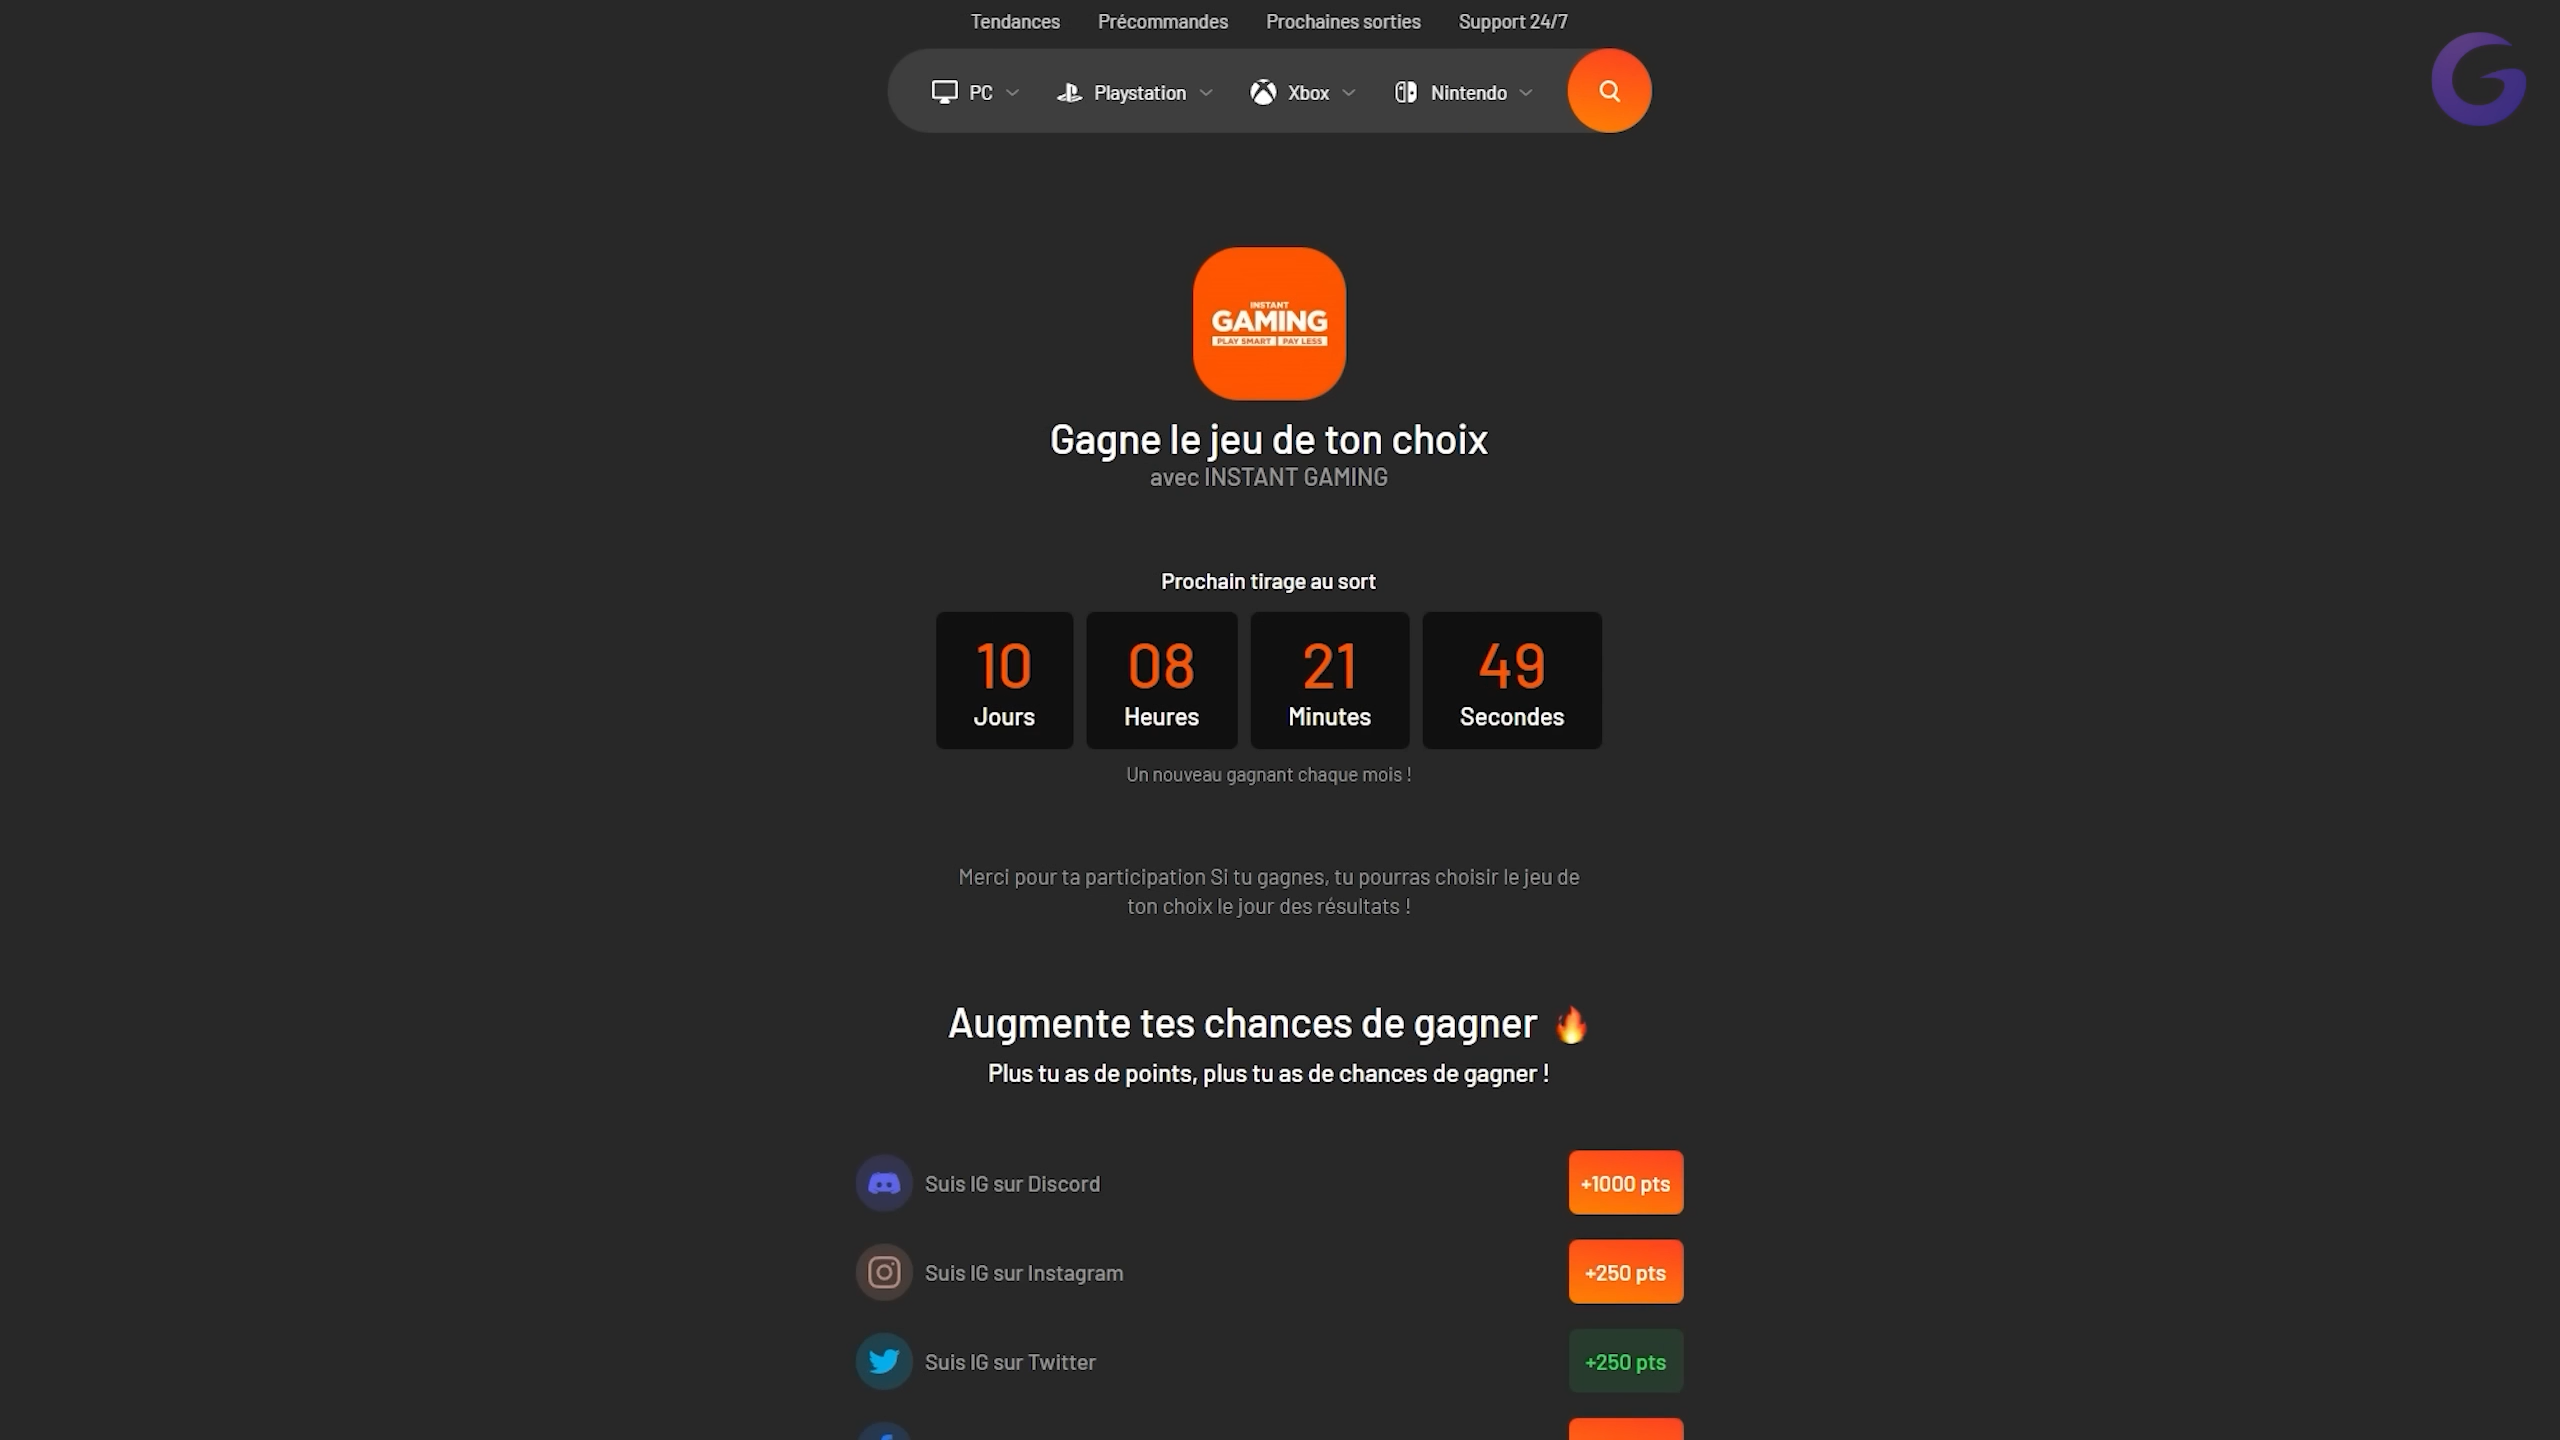 Tendances Précommandes Prochaines sorties Support 24/7
PC Playstation Xbox Nintendo
INSTANT
GAMING
PLAY SMART PAY LESS
Gagne le jeu de ton choix
avec INSTANT GAMING
Prochain tirage au sort
10 08 21 49
Jours Heures Minutes Secondes
Un nouveau gagnant chaque mois !
Merci pour ta participation Si tu gagnes, tu pourras choisir le jeu de
ton choix le jour des résultats !
Augmente tes chances de gagner 🔥
Plus tu as de points, plus tu as de chances de gagner !
Suis IG sur Discord +1000 pts
Suis IG sur Instagram +250 pts
Suis IG sur Twitter +250 pts